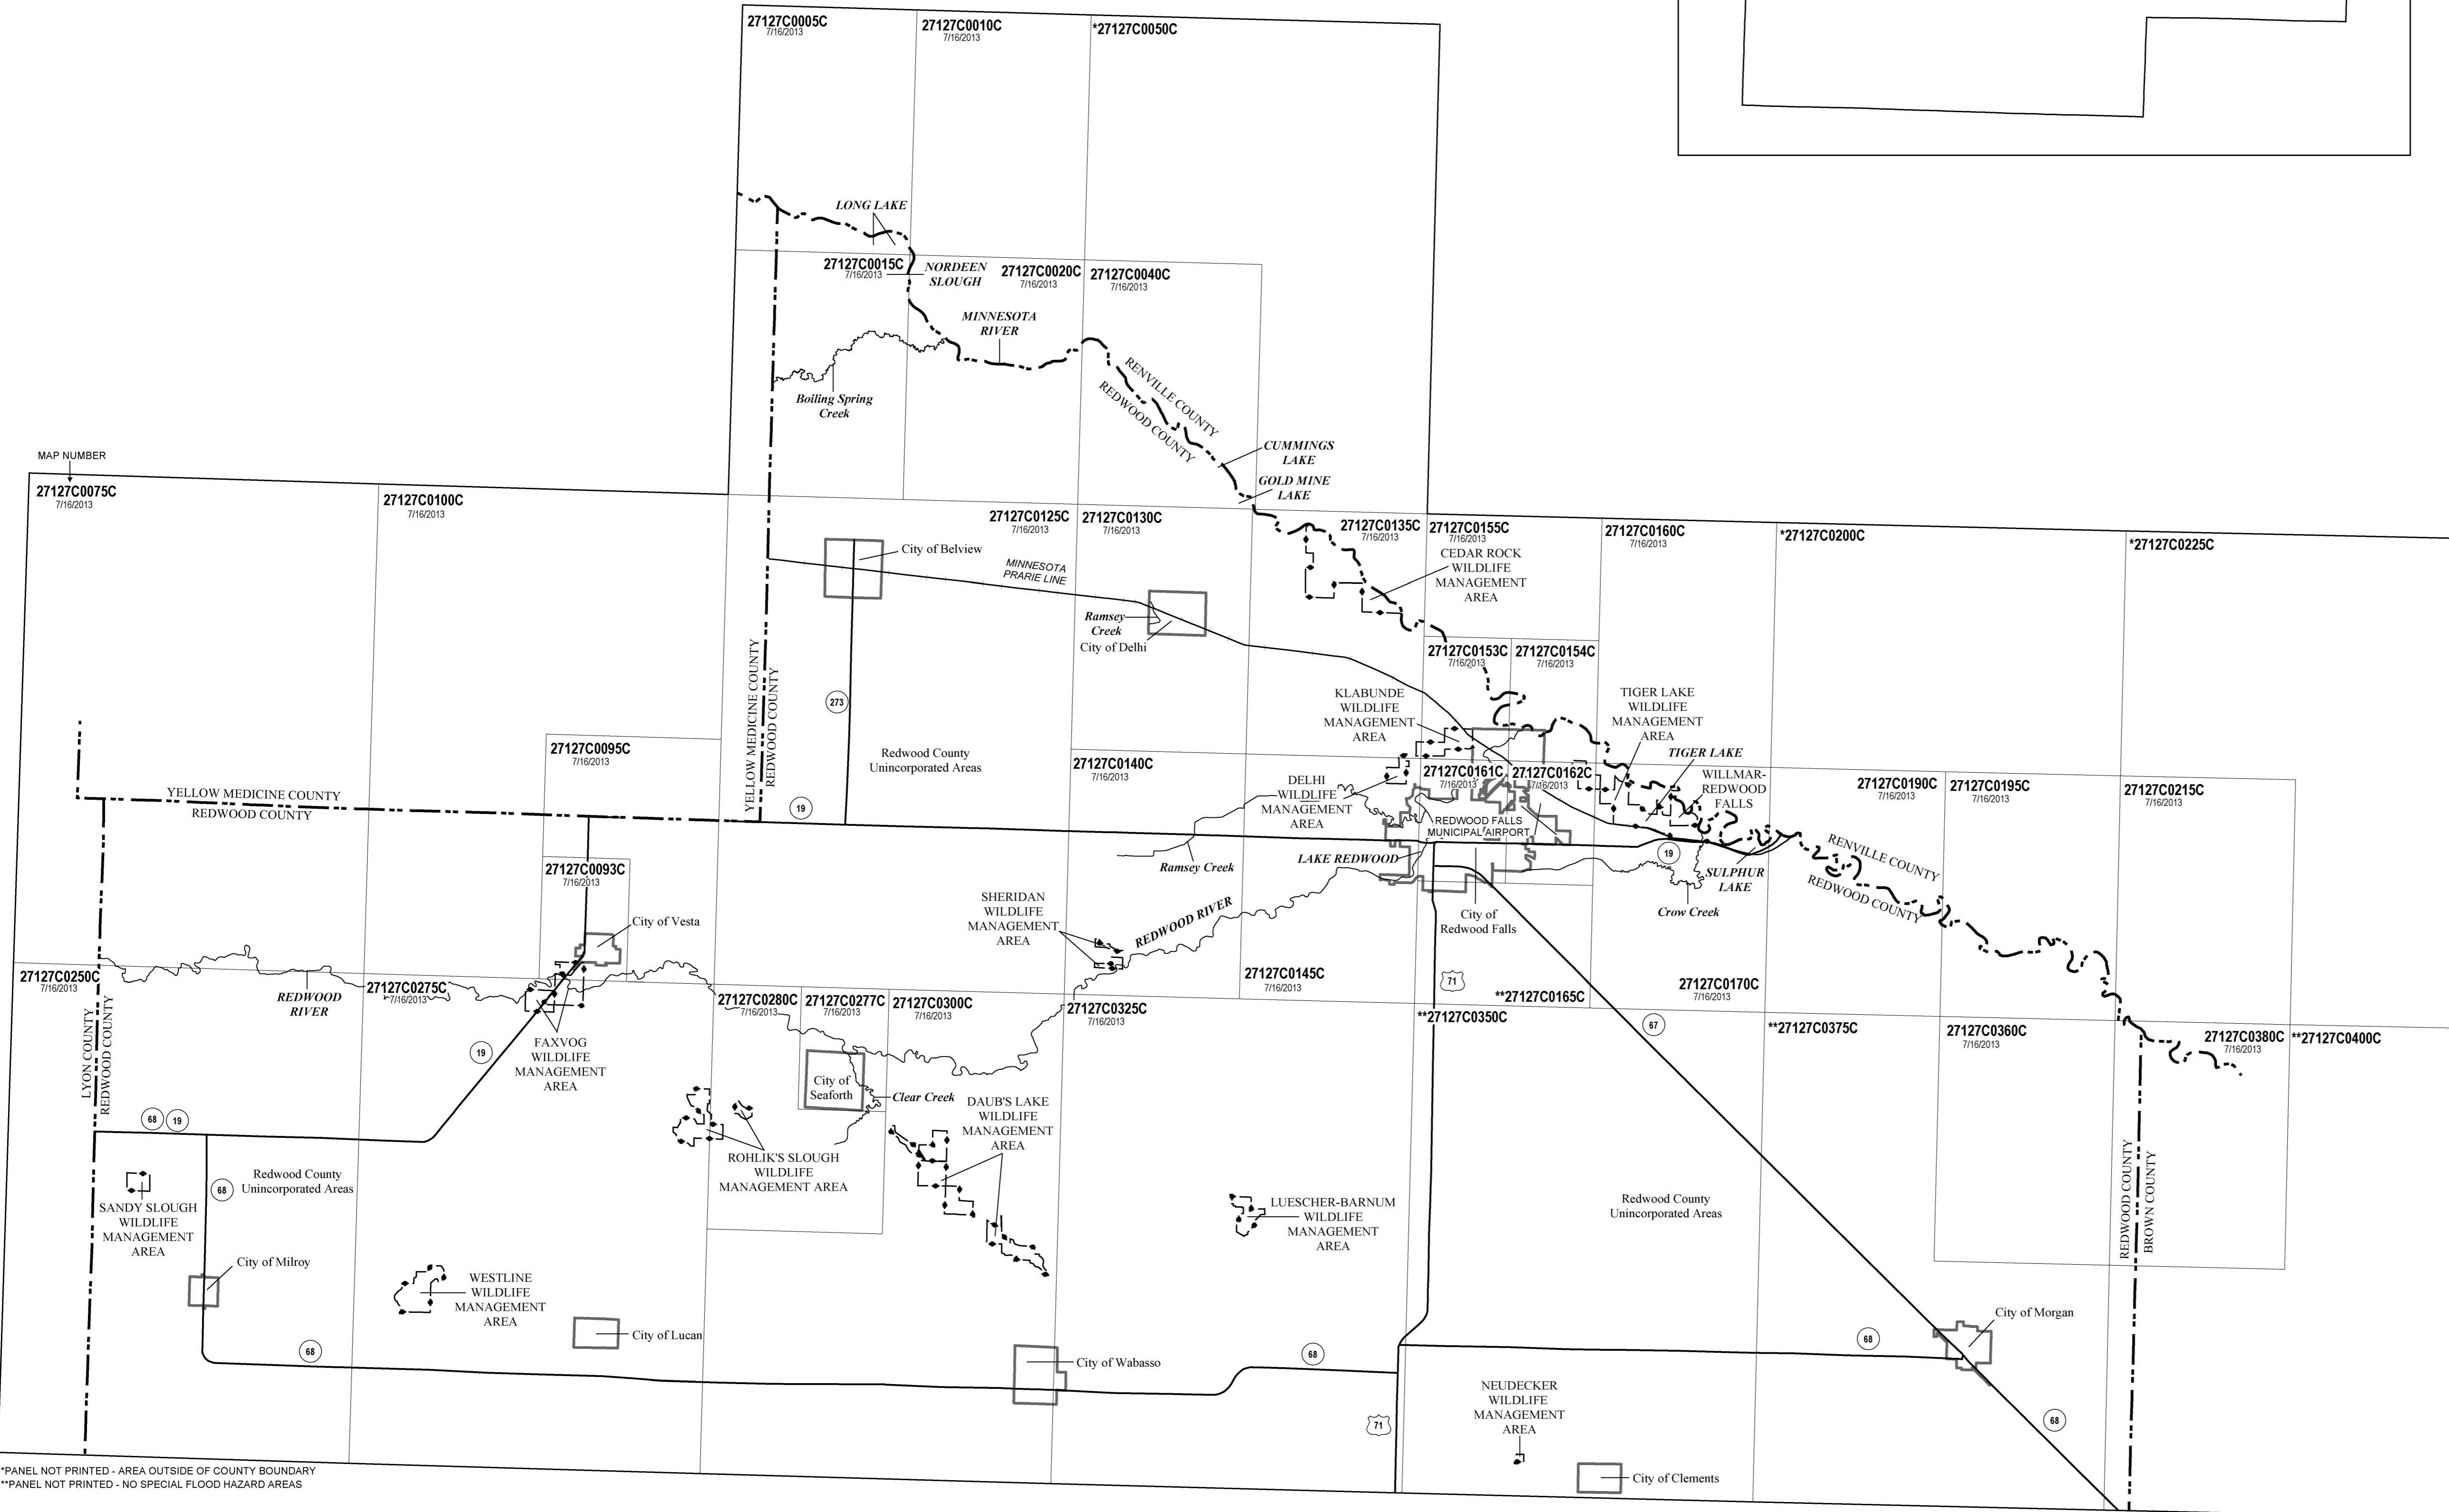 27127C0005C
7/16/2013
27127C0010C
7/16/2013
*27127C0050C
LONG LAKE
27127C0015C
7/16/2013
NORDEEN
SLOUGH
27127C0020C
7/16/2013
27127C0040C
7/16/2013
MINNESOTA
RIVER
Boiling Spring
Creek
RENVILLE COUNTY
REDWOOD COUNTY
CUMMINGS
LAKE
GOLD MINE
LAKE
MAP NUMBER
27127C0075C
7/16/2013
27127C0100C
7/16/2013
27127C0125C
7/16/2013
27127C0130C
7/16/2013
27127C0135C
7/16/2013
27127C0155C
7/16/2013
27127C0160C
7/16/2013
*27127C0200C
*27127C0225C
City of Belview
MINNESOTA
PRARIE LINE
CEDAR ROCK
WILDLIFE
MANAGEMENT
AREA
Ramsey
Creek
City of Delhi
27127C0153C
7/16/2013
27127C0154C
7/16/2013
YELLOW MEDICINE COUNTY
REDWOOD COUNTY
273
KLABUNDE
WILDLIFE
MANAGEMENT
AREA
TIGER LAKE
WILDLIFE
MANAGEMENT
AREA
TIGER LAKE
27127C0095C
7/16/2013
Redwood County
Unincorporated Areas
27127C0140C
7/16/2013
27127C0161C
7/16/2013
27127C0162C
7/16/2013
WILLMAR-
REDWOOD
FALLS
27127C0190C
7/16/2013
27127C0195C
7/16/2013
27127C0215C
7/16/2013
DELHI
WILDLIFE
MANAGEMENT
AREA
YELLOW MEDICINE COUNTY
REDWOOD COUNTY
19
REDWOOD FALLS
MUNICIPAL AIRPORT
RENVILLE COUNTY
REDWOOD COUNTY
27127C0093C
7/16/2013
Ramsey Creek
LAKE REDWOOD
19
SULPHUR
LAKE
Crow Creek
City of Vesta
SHERIDAN
WILDLIFE
MANAGEMENT
AREA
REDWOOD RIVER
City of
Redwood Falls
27127C0250C
7/16/2013
REDWOOD
RIVER
27127C0275C
7/16/2013
27127C0280C
7/16/2013
27127C0277C
7/16/2013
27127C0300C
7/16/2013
27127C0325C
7/16/2013
27127C0145C
7/16/2013
71
**27127C0165C
27127C0170C
7/16/2013
**27127C0350C
67
**27127C0375C
27127C0360C
7/16/2013
27127C0380C
7/16/2013
**27127C0400C
LYON COUNTY
REDWOOD COUNTY
19
FAXVOG
WILDLIFE
MANAGEMENT
AREA
City of
Seaforth
Clear Creek
DAUB'S LAKE
WILDLIFE
MANAGEMENT
AREA
68
19
ROHLIK'S SLOUGH
WILDLIFE
MANAGEMENT AREA
Redwood County
Unincorporated Areas
68
SANDY SLOUGH
WILDLIFE
MANAGEMENT
AREA
LUESCHER-BARNUM
WILDLIFE
MANAGEMENT
AREA
Redwood County
Unincorporated Areas
REDWOOD COUNTY
BROWN COUNTY
City of Milroy
WESTLINE
WILDLIFE
MANAGEMENT
AREA
City of Lucan
68
City of Wabasso
68
68
City of Morgan
NEUDECKER
WILDLIFE
MANAGEMENT
AREA
71
68
City of Clements
*PANEL NOT PRINTED - AREA OUTSIDE OF COUNTY BOUNDARY
**PANEL NOT PRINTED - NO SPECIAL FLOOD HAZARD AREAS